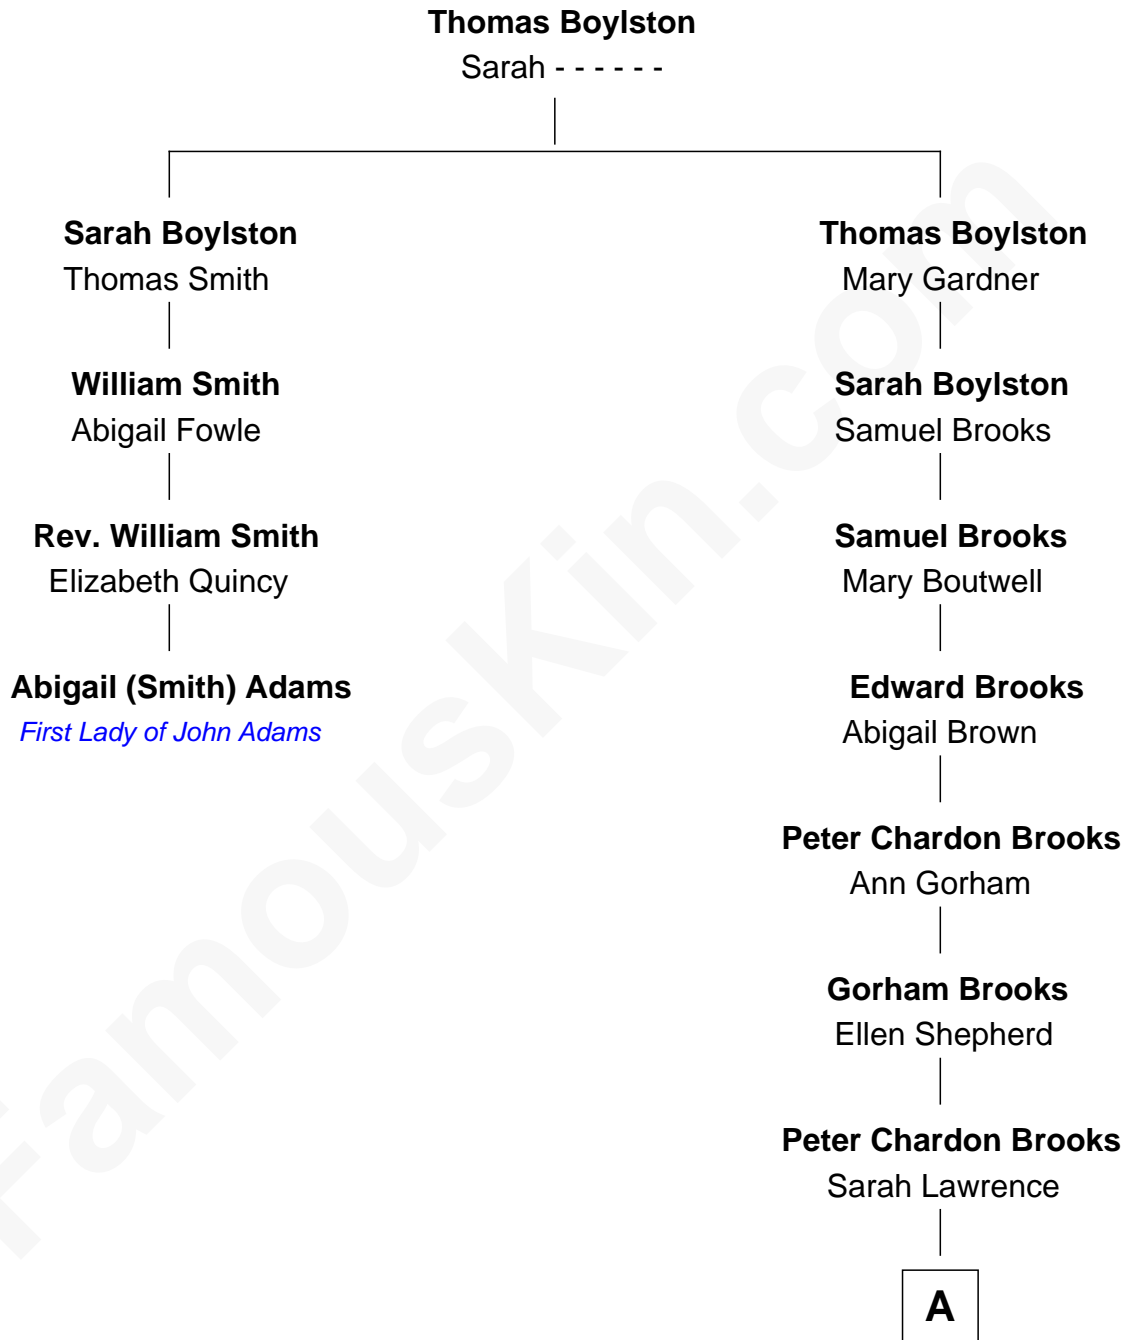 Thomas Boylston
Sarah - - - - - -
Sarah Boylston
Thomas Smith
Thomas Boylston
Mary Gardner
William Smith
Abigail Fowle
Sarah Boylston
Samuel Brooks
Rev. William Smith
Elizabeth Quincy
Samuel Brooks
Mary Boutwell
Abigail (Smith) Adams
First Lady of John Adams
Edward Brooks
Abigail Brown
Peter Chardon Brooks
Ann Gorham
Gorham Brooks
Ellen Shepherd
Peter Chardon Brooks
Sarah Lawrence
A
FamousKin.com